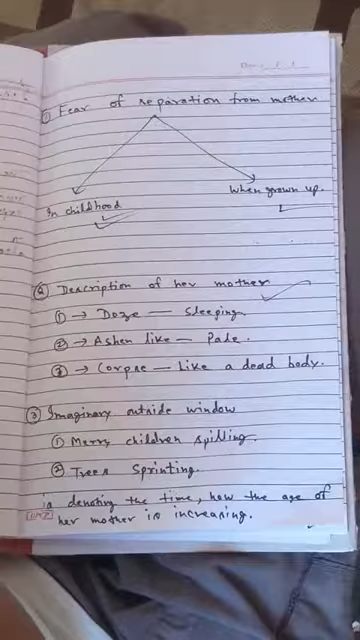 Date: / /
① Fear of separation from mother
In childhood
When grown up.
② Description of her mother
① → Doze — Sleeping.
② → Ashen like — Pale.
③ → Corpse — Like a dead body.
③ Imaginary outside window
① Merry children spilling.
② Trees Sprinting.
is denoting the time, how the age of
her mother is increasing.